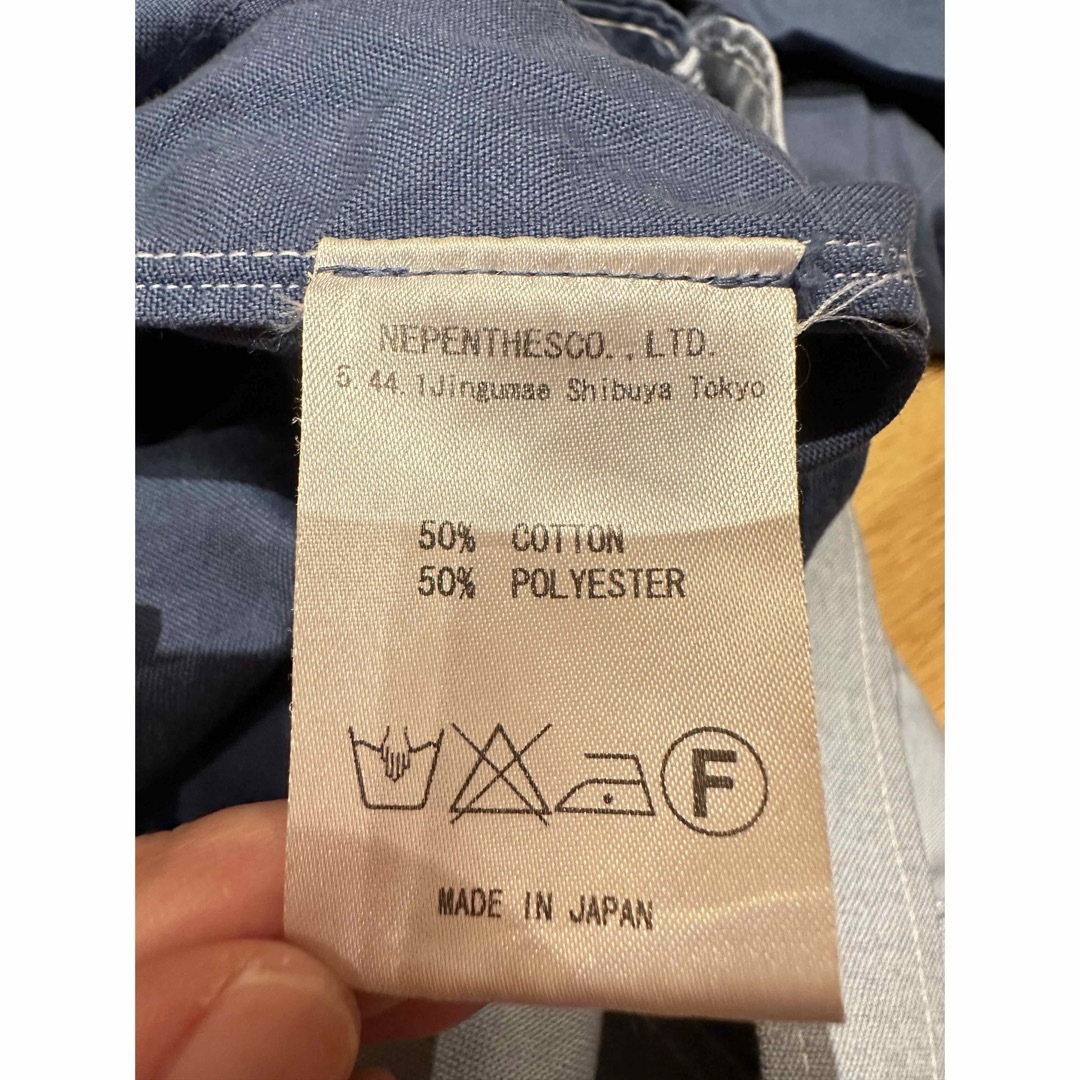 NEPENTHESCO.,LTD.
5.44.1Jingumae Shibuya Tokyo
50% COTTON
50% POLYESTER
F
MADE IN JAPAN